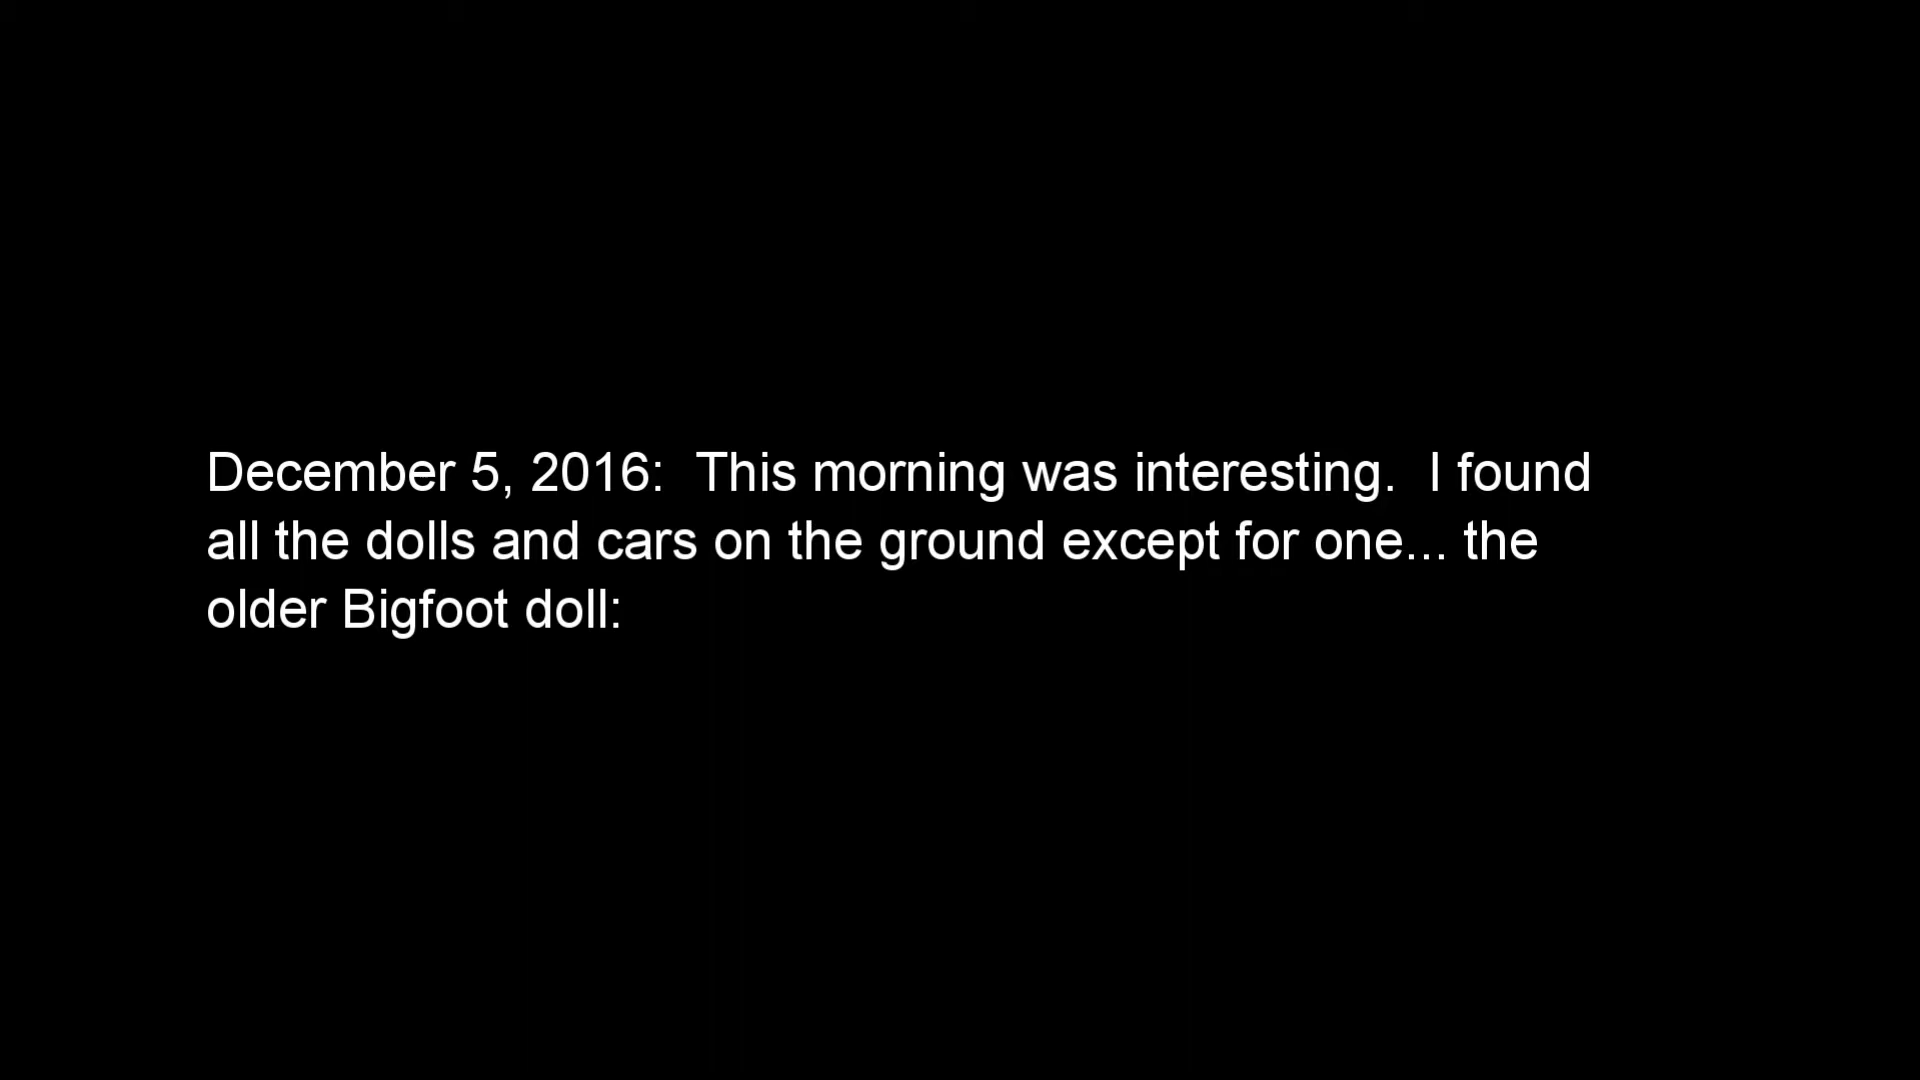 December 5, 2016:  This morning was interesting.  I found
all the dolls and cars on the ground except for one... the
older Bigfoot doll: